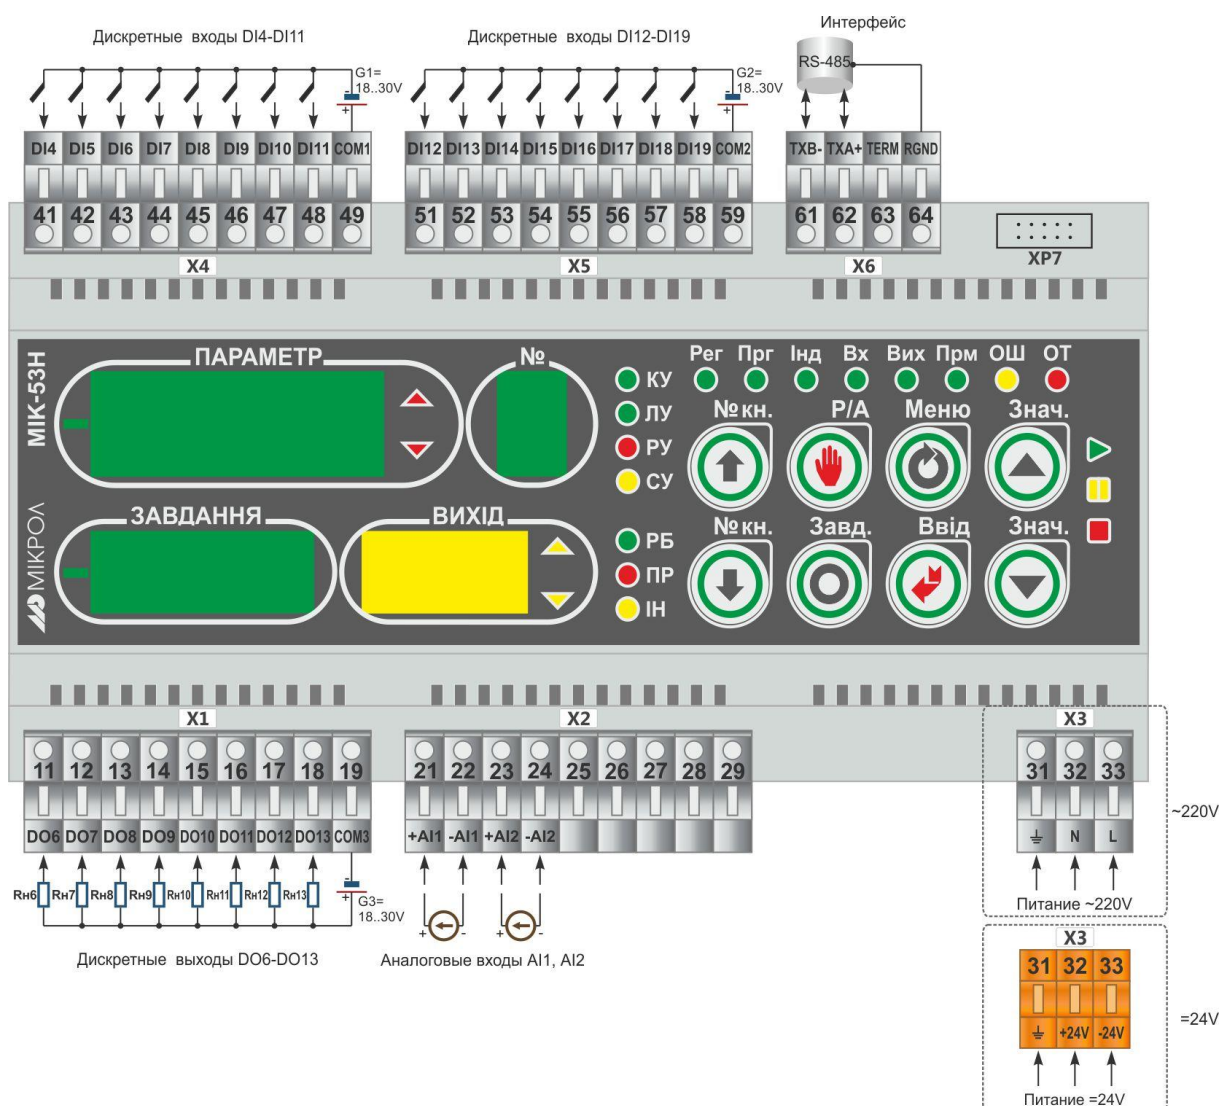 Интерфейс
Дискретные входы DI4-DI11
Дискретные входы DI12-DI19
RS-485
G1=
18..30V
G2=
18..30V
- +
- +
DI4 DI5 DI6 DI7 DI8 DI9 DI10 DI11 COM1
DI12 DI13 DI14 DI15 DI16 DI17 DI18 DI19 COM2
TXB- TXA+ TERM RGND
41 42 43 44 45 46 47 48 49
51 52 53 54 55 56 57 58 59
61 62 63 64
X4
X5
X6
XP7
МІК-53Н
МІКРОЛ
ПАРАМЕТР
№
ЗАВДАННЯ
ВИХІД
КУ
ЛУ
РУ
СУ
РБ
ПР
ІН
Рег Прг Інд Вх Вих Прм ОШ ОТ
№ кн. Р/А Меню Знач.
№ кн. Завд. Ввід Знач.
X1
X2
X3
11 12 13 14 15 16 17 18 19
21 22 23 24 25 26 27 28 29
31 32 33
DO6 DO7 DO8 DO9 DO10 DO11 DO12 DO13 COM3
+AI1 -AI1 +AI2 -AI2
N L
~220V
Rн6 Rн7 Rн8 Rн9 Rн10 Rн11 Rн12 Rн13
- +
G3=
18..30V
+ - + -
Питание ~220V
Дискретные выходы DO6-DO13
Аналоговые входы AI1, AI2
X3
31 32 33
+24V -24V
=24V
Питание =24V